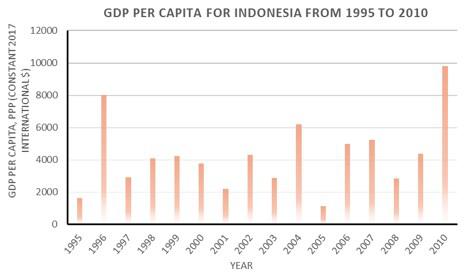 GDP PER CAPITA FOR INDONESIA FROM 1995 TO 2010
GDP PER CAPITA, PPP (CONSTANT 2017
INTERNATIONAL$)
12000
10000
8000
6000
4000
2000
0
1995 1996 1997 1998 1999 2000 2001 2002 2003 2004 2005 2006 2007 2008 2009 2010
YEAR